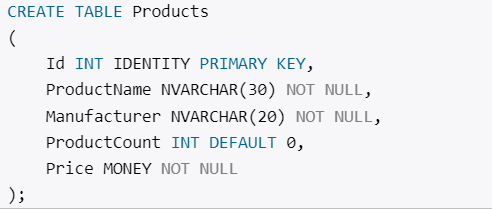 CREATE TABLE Products
(
    Id INT IDENTITY PRIMARY KEY,
    ProductName NVARCHAR(30) NOT NULL,
    Manufacturer NVARCHAR(20) NOT NULL,
    ProductCount INT DEFAULT 0,
    Price MONEY NOT NULL
);